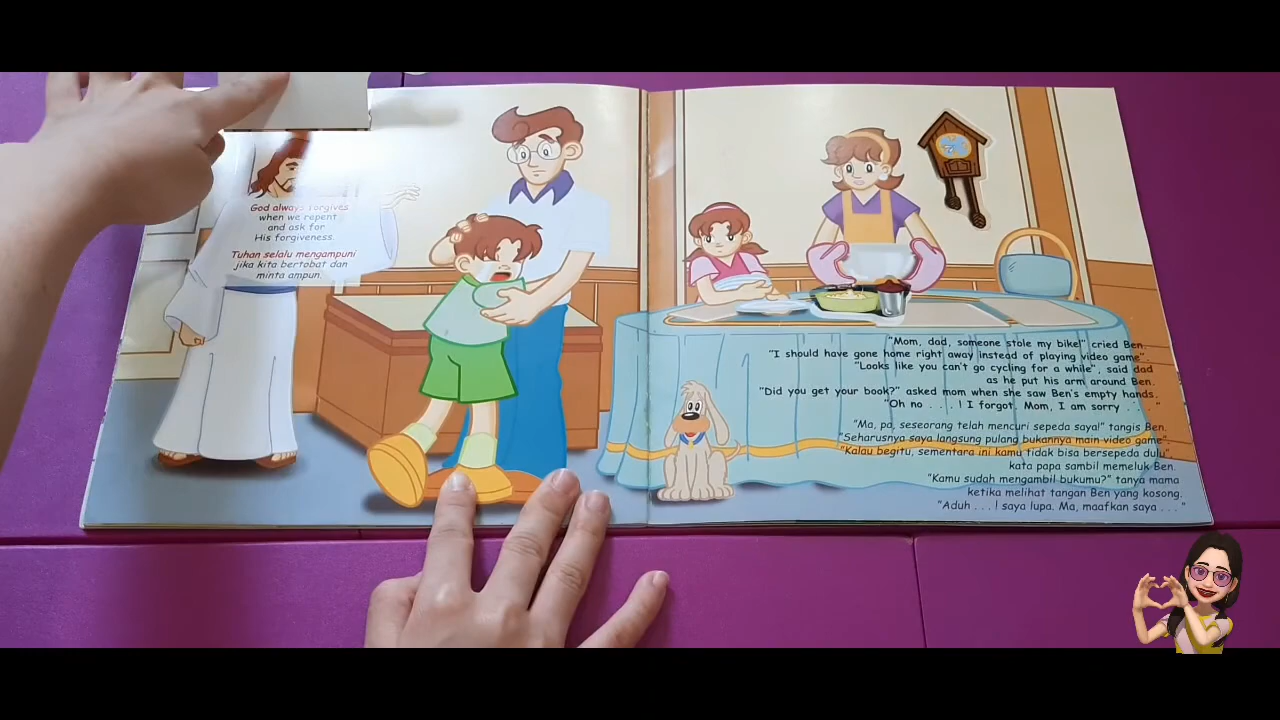 God always forgives
when we repent
and ask for
His forgiveness.
Tuhan selalu mengampuni
jika kita bertobat dan
minta ampun.
"Mom, dad, someone stole my bike!" cried Ben.
"I should have gone home right away instead of playing video game".
"Looks like you can't go cycling for a while", said dad
as he put his arm around Ben.
"Did you get your book?" asked mom when she saw Ben's empty hands.
"Oh no . . . ! I forgot. Mom, I am sorry . . . "
"Ma, pa, seseorang telah mencuri sepeda saya!" tangis Ben.
"Seharusnya saya langsung pulang bukannya main video game".
"Kalau begitu, sementara ini kamu tidak bisa bersepeda dulu",
kata papa sambil memeluk Ben.
"Kamu sudah mengambil bukumu?" tanya mama
ketika melihat tangan Ben yang kosong.
"Aduh . . . ! saya lupa. Ma, maafkan saya . . . "